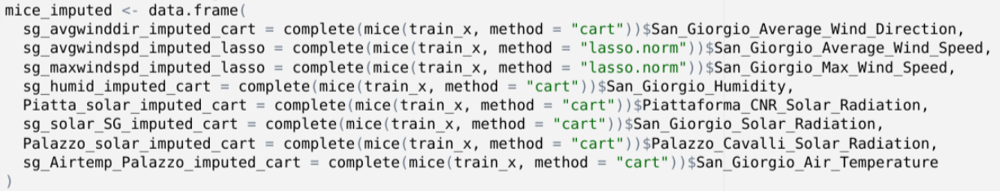 mice_imputed <- data.frame(
  sg_avgwinddir_imputed_cart = complete(mice(train_x, method = "cart"))$San_Giorgio_Average_Wind_Direction,
  sg_avgwindspd_imputed_lasso = complete(mice(train_x, method = "lasso.norm"))$San_Giorgio_Average_Wind_Speed,
  sg_maxwindspd_imputed_lasso = complete(mice(train_x, method = "lasso.norm"))$San_Giorgio_Max_Wind_Speed,
  sg_humid_imputed_cart = complete(mice(train_x, method = "cart"))$San_Giorgio_Humidity,
  Piatta_solar_imputed_cart = complete(mice(train_x, method = "cart"))$Piattaforma_CNR_Solar_Radiation,
  sg_solar_SG_imputed_cart = complete(mice(train_x, method = "cart"))$San_Giorgio_Solar_Radiation,
  Palazzo_solar_imputed_cart = complete(mice(train_x, method = "cart"))$Palazzo_Cavalli_Solar_Radiation,
  sg_Airtemp_Palazzo_imputed_cart = complete(mice(train_x, method = "cart"))$San_Giorgio_Air_Temperature
)